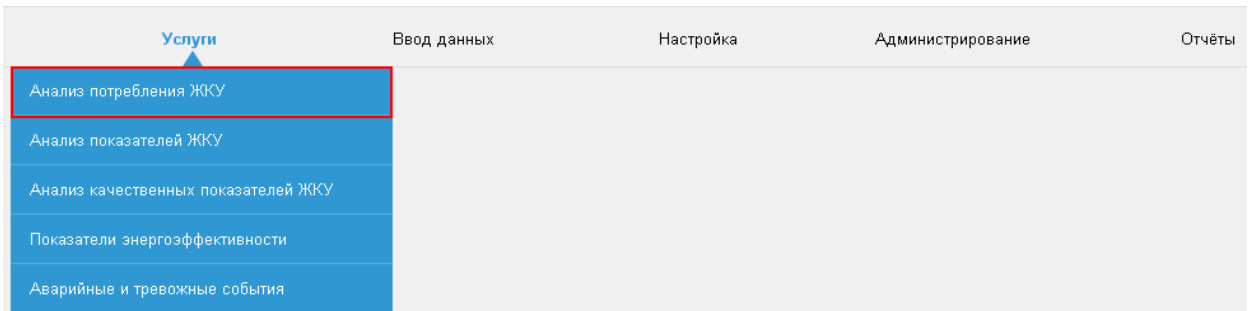 Услуги Ввод данных Настройка Администрирование Отчёты
Анализ потребления ЖКУ
Анализ показателей ЖКУ
Анализ качественных показателей ЖКУ
Показатели энергоэффективности
Аварийные и тревожные события